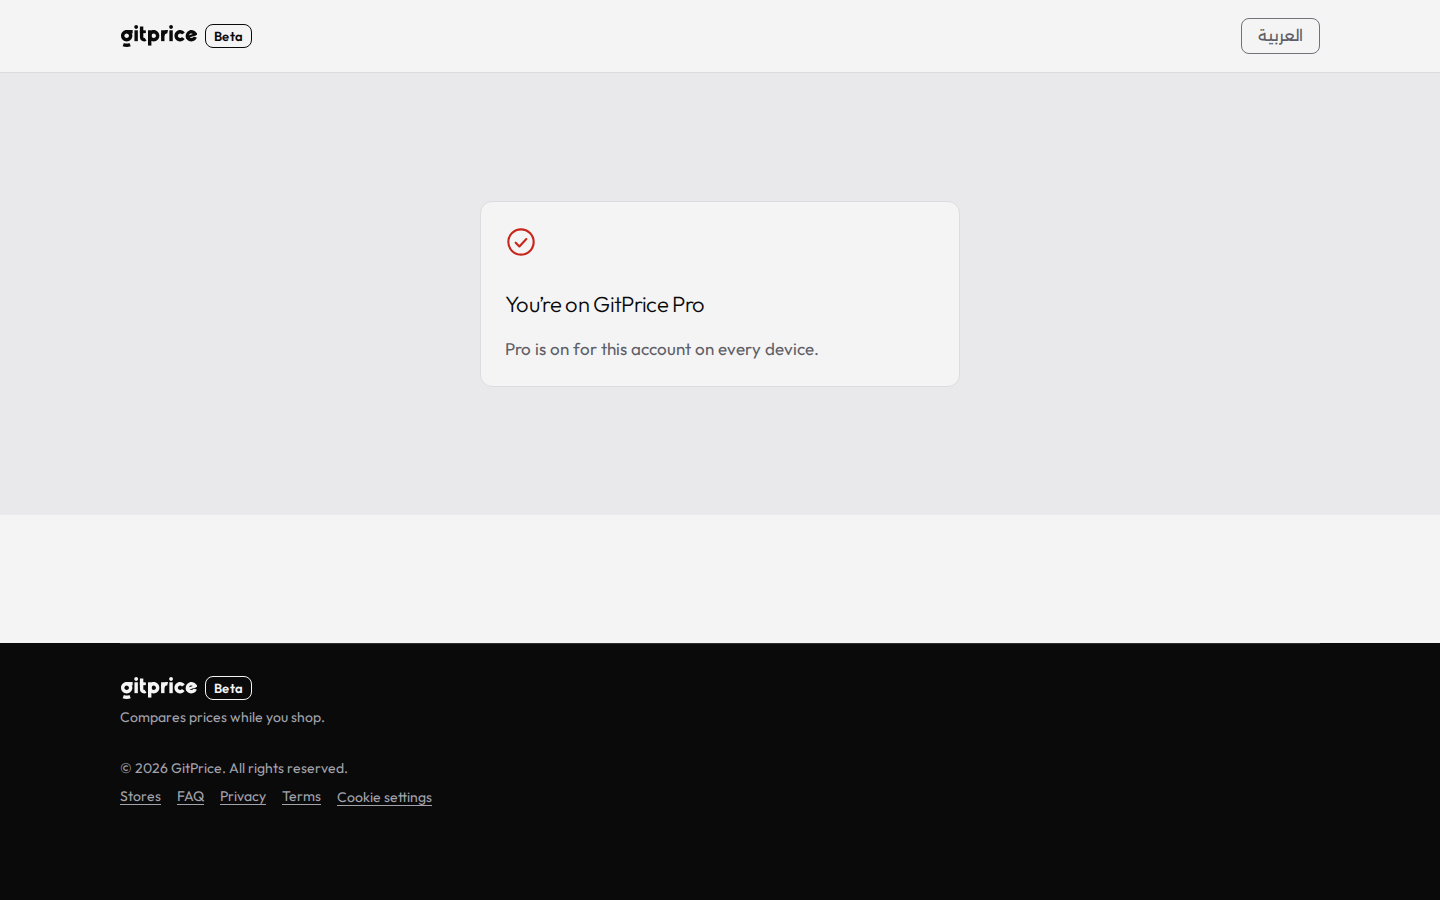 gitprice Beta
العربية
You're on GitPrice Pro
Pro is on for this account on every device.
gitprice Beta
Compares prices while you shop.
© 2026 GitPrice. All rights reserved.
Stores FAQ Privacy Terms Cookie settings